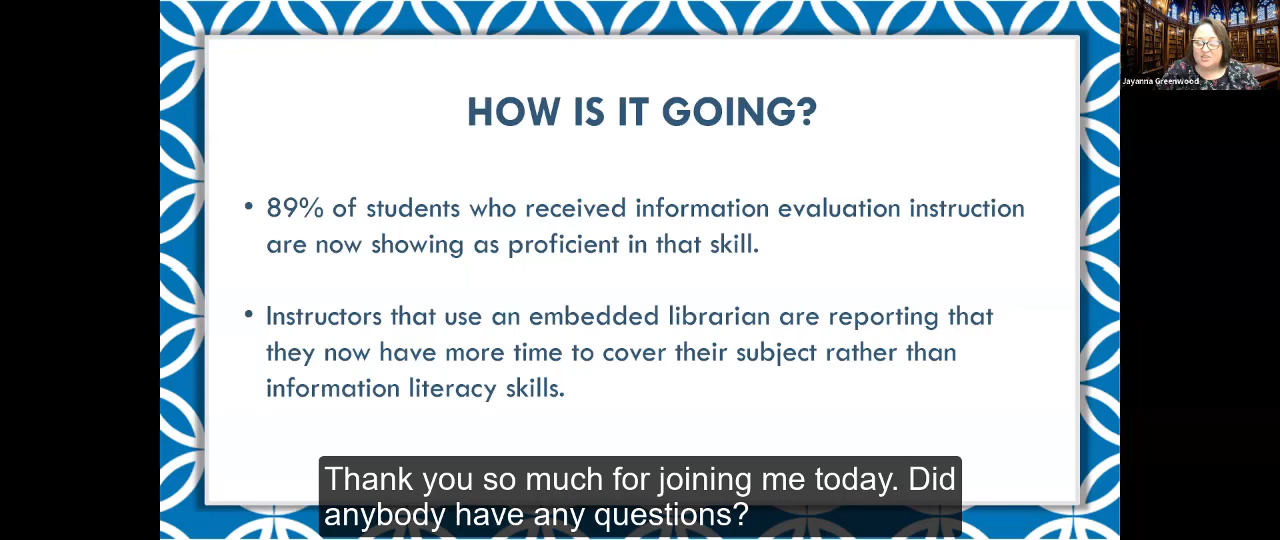 Jayanna Greenwood
HOW IS IT GOING?
• 89% of students who received information evaluation instruction
are now showing as proficient in that skill.
• Instructors that use an embedded librarian are reporting that
they now have more time to cover their subject rather than
information literacy skills.
Thank you so much for joining me today. Did
anybody have any questions?